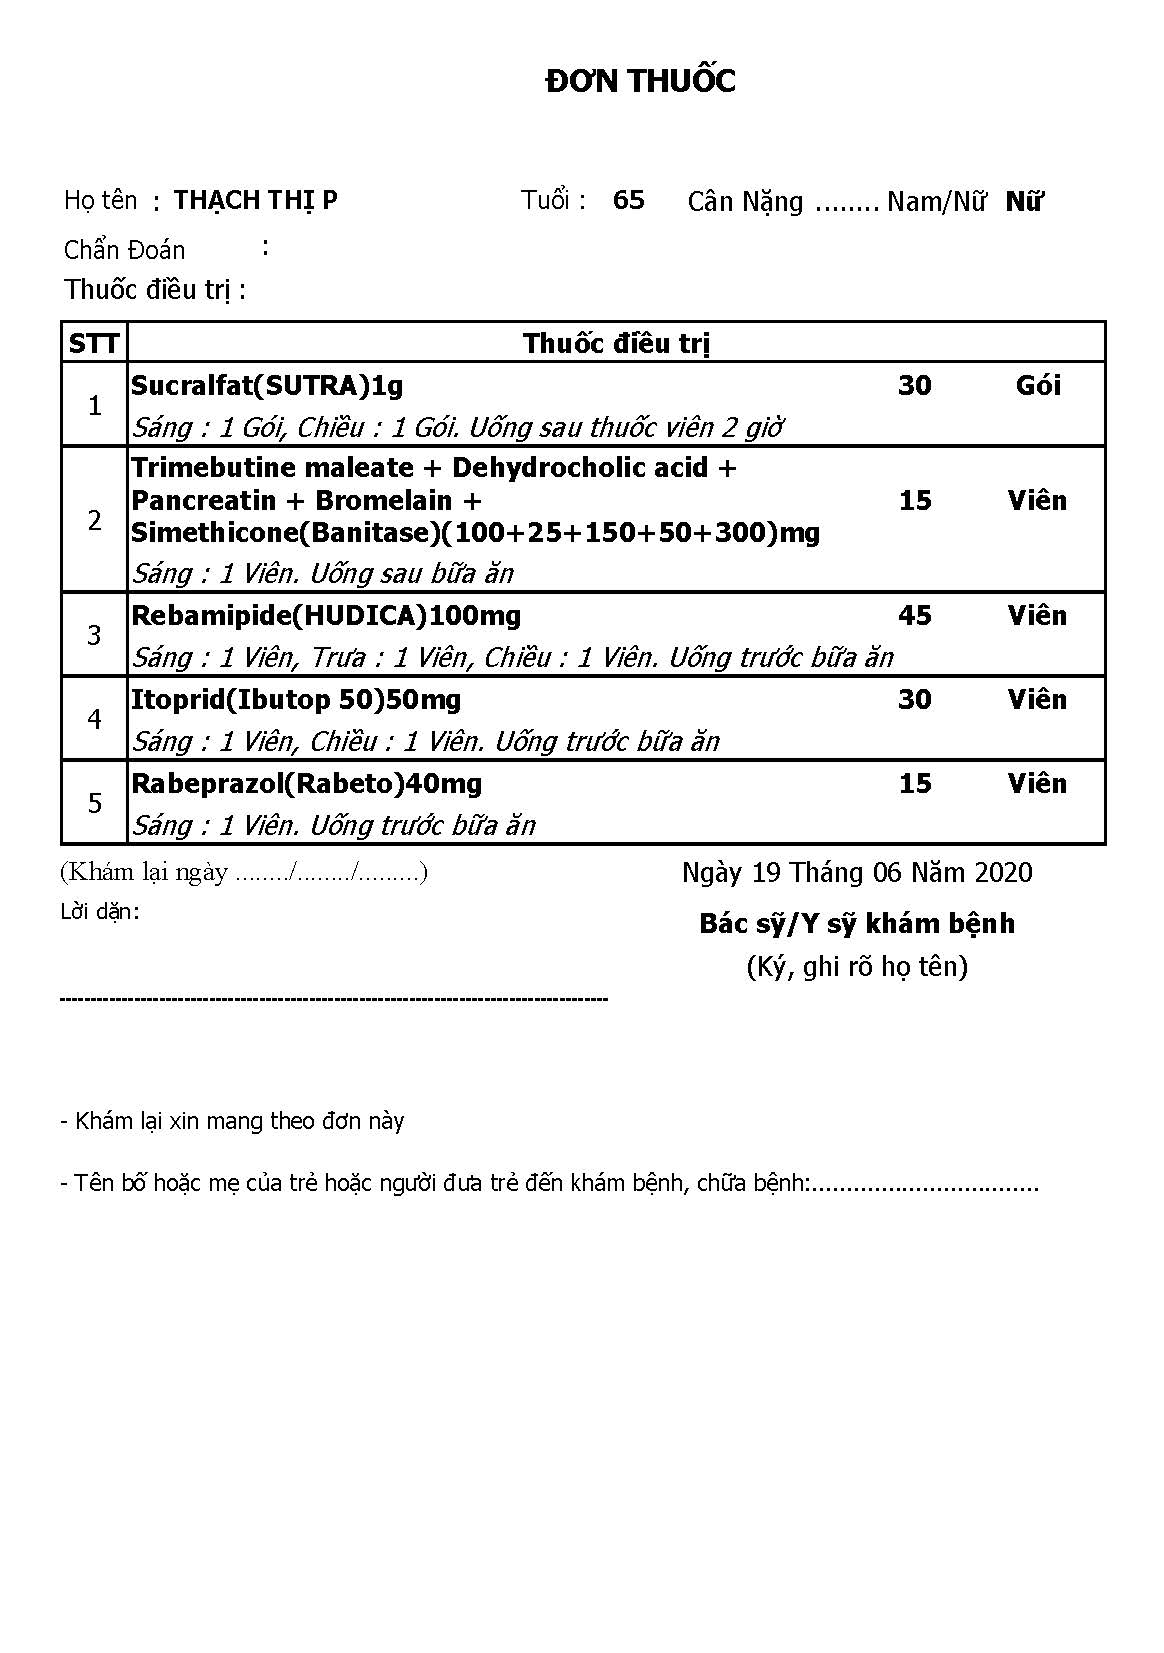 ĐƠN THUỐC
Họ tên : THẠCH THỊ P Tuổi : 65 Cân Nặng ........ Nam/Nữ Nữ
Chẩn Đoán :
Thuốc điều trị :
STT Thuốc điều trị
1 Sucralfat(SUTRA)1g 30 Gói
Sáng : 1 Gói, Chiều : 1 Gói. Uống sau thuốc viên 2 giờ
Trimebutine maleate + Dehydrocholic acid +
2 Pancreatin + Bromelain + 15 Viên
Simethicone(Banitase)(100+25+150+50+300)mg
Sáng : 1 Viên. Uống sau bữa ăn
3 Rebamipide(HUDICA)100mg 45 Viên
Sáng : 1 Viên, Trưa : 1 Viên, Chiều : 1 Viên. Uống trước bữa ăn
4 Itoprid(Ibutop 50)50mg 30 Viên
Sáng : 1 Viên, Chiều : 1 Viên. Uống trước bữa ăn
5 Rabeprazol(Rabeto)40mg 15 Viên
Sáng : 1 Viên. Uống trước bữa ăn
(Khám lại ngày ......../......../.........) Ngày 19 Tháng 06 Năm 2020
Lời dặn:
Bác sỹ/Y sỹ khám bệnh
(Ký, ghi rõ họ tên)
- Khám lại xin mang theo đơn này
- Tên bố hoặc mẹ của trẻ hoặc người đưa trẻ đến khám bệnh, chữa bệnh:.................................